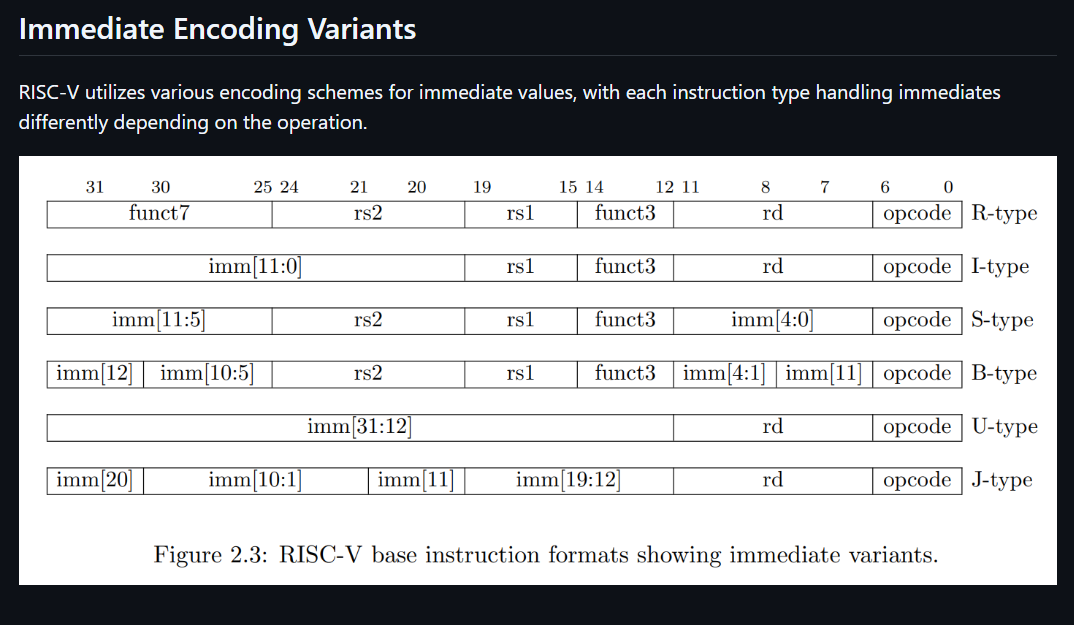 Immediate Encoding Variants
RISC-V utilizes various encoding schemes for immediate values, with each instruction type handling immediates
differently depending on the operation.
31 30 25 24 21 20 19 15 14 12 11 8 7 6 0
funct7 rs2 rs1 funct3 rd opcode R-type
imm[11:0] rs1 funct3 rd opcode I-type
imm[11:5] rs2 rs1 funct3 imm[4:0] opcode S-type
imm[12] imm[10:5] rs2 rs1 funct3 imm[4:1] imm[11] opcode B-type
imm[31:12] rd opcode U-type
imm[20] imm[10:1] imm[11] imm[19:12] rd opcode J-type
Figure 2.3: RISC-V base instruction formats showing immediate variants.